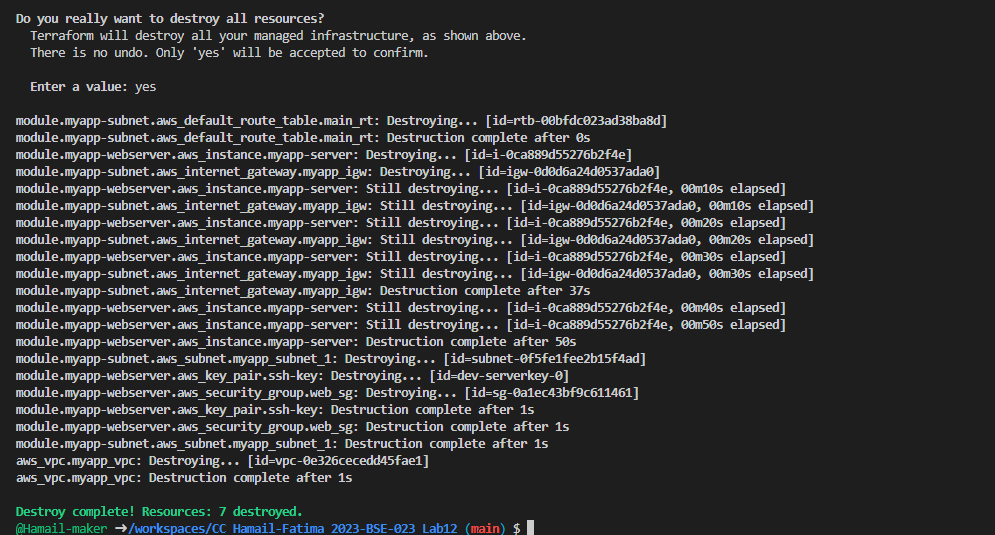 Do you really want to destroy all resources?
Terraform will destroy all your managed infrastructure, as shown above.
There is no undo. Only 'yes' will be accepted to confirm.
Enter a value: yes
module.myapp-subnet.aws_default_route_table.main_rt: Destroying... [id=rtb-00bfdc023ad38ba8d]
module.myapp-subnet.aws_default_route_table.main_rt: Destruction complete after 0s
module.myapp-webserver.aws_instance.myapp-server: Destroying... [id=i-0ca889d55276b2f4e]
module.myapp-subnet.aws_internet_gateway.myapp_igw: Destroying... [id=igw-0d0d6a24d0537ada0]
module.myapp-webserver.aws_instance.myapp-server: Still destroying... [id=i-0ca889d55276b2f4e, 00m10s elapsed]
module.myapp-subnet.aws_internet_gateway.myapp_igw: Still destroying... [id=igw-0d0d6a24d0537ada0, 00m10s elapsed]
module.myapp-webserver.aws_instance.myapp-server: Still destroying... [id=i-0ca889d55276b2f4e, 00m20s elapsed]
module.myapp-subnet.aws_internet_gateway.myapp_igw: Still destroying... [id=igw-0d0d6a24d0537ada0, 00m20s elapsed]
module.myapp-webserver.aws_instance.myapp-server: Still destroying... [id=i-0ca889d55276b2f4e, 00m30s elapsed]
module.myapp-subnet.aws_internet_gateway.myapp_igw: Still destroying... [id=igw-0d0d6a24d0537ada0, 00m30s elapsed]
module.myapp-subnet.aws_internet_gateway.myapp_igw: Destruction complete after 37s
module.myapp-webserver.aws_instance.myapp-server: Still destroying... [id=i-0ca889d55276b2f4e, 00m40s elapsed]
module.myapp-webserver.aws_instance.myapp-server: Still destroying... [id=i-0ca889d55276b2f4e, 00m50s elapsed]
module.myapp-webserver.aws_instance.myapp-server: Destruction complete after 50s
module.myapp-subnet.aws_subnet.myapp_subnet_1: Destroying... [id=subnet-0f5fe1fee2b15f4ad]
module.myapp-webserver.aws_key_pair.ssh-key: Destroying... [id=dev-serverkey-0]
module.myapp-webserver.aws_security_group.web_sg: Destroying... [id=sg-0a1ec43bf9c611461]
module.myapp-webserver.aws_key_pair.ssh-key: Destruction complete after 1s
module.myapp-webserver.aws_security_group.web_sg: Destruction complete after 1s
module.myapp-subnet.aws_subnet.myapp_subnet_1: Destruction complete after 1s
aws_vpc.myapp_vpc: Destroying... [id=vpc-0e326cecedd45fae1]
aws_vpc.myapp_vpc: Destruction complete after 1s
Destroy complete! Resources: 7 destroyed.
@Hamail-maker ➜/workspaces/CC_Hamail-Fatima_2023-BSE-023_Lab12 (main) $